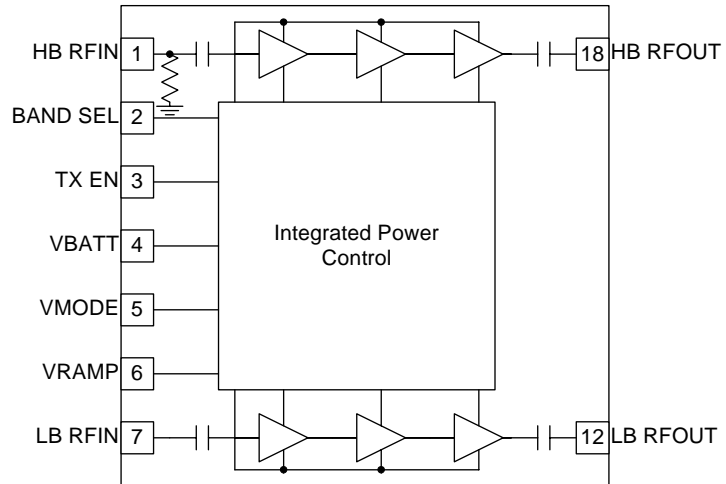 HB RFIN 1
18 HB RFOUT
BAND SEL 2
TX EN 3
VBATT 4
Integrated Power
Control
VMODE 5
VRAMP 6
LB RFIN 7
12 LB RFOUT